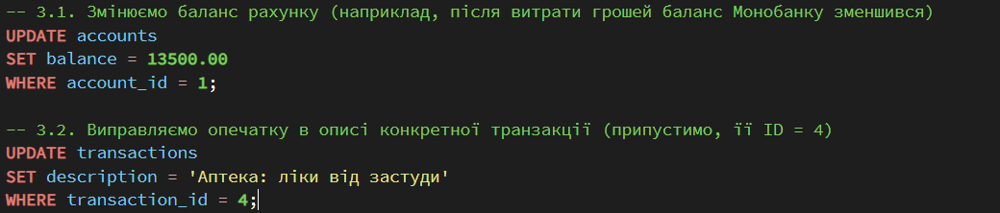 -- 3.1. Змінюємо баланс рахунку (наприклад, після витрати грошей баланс Монобанку зменшився)
UPDATE accounts
SET balance = 13500.00
WHERE account_id = 1;
-- 3.2. Виправляємо опечатку в описі конкретної транзакції (припустимо, її ID = 4)
UPDATE transactions
SET description = 'Аптека: ліки від застуди'
WHERE transaction_id = 4;